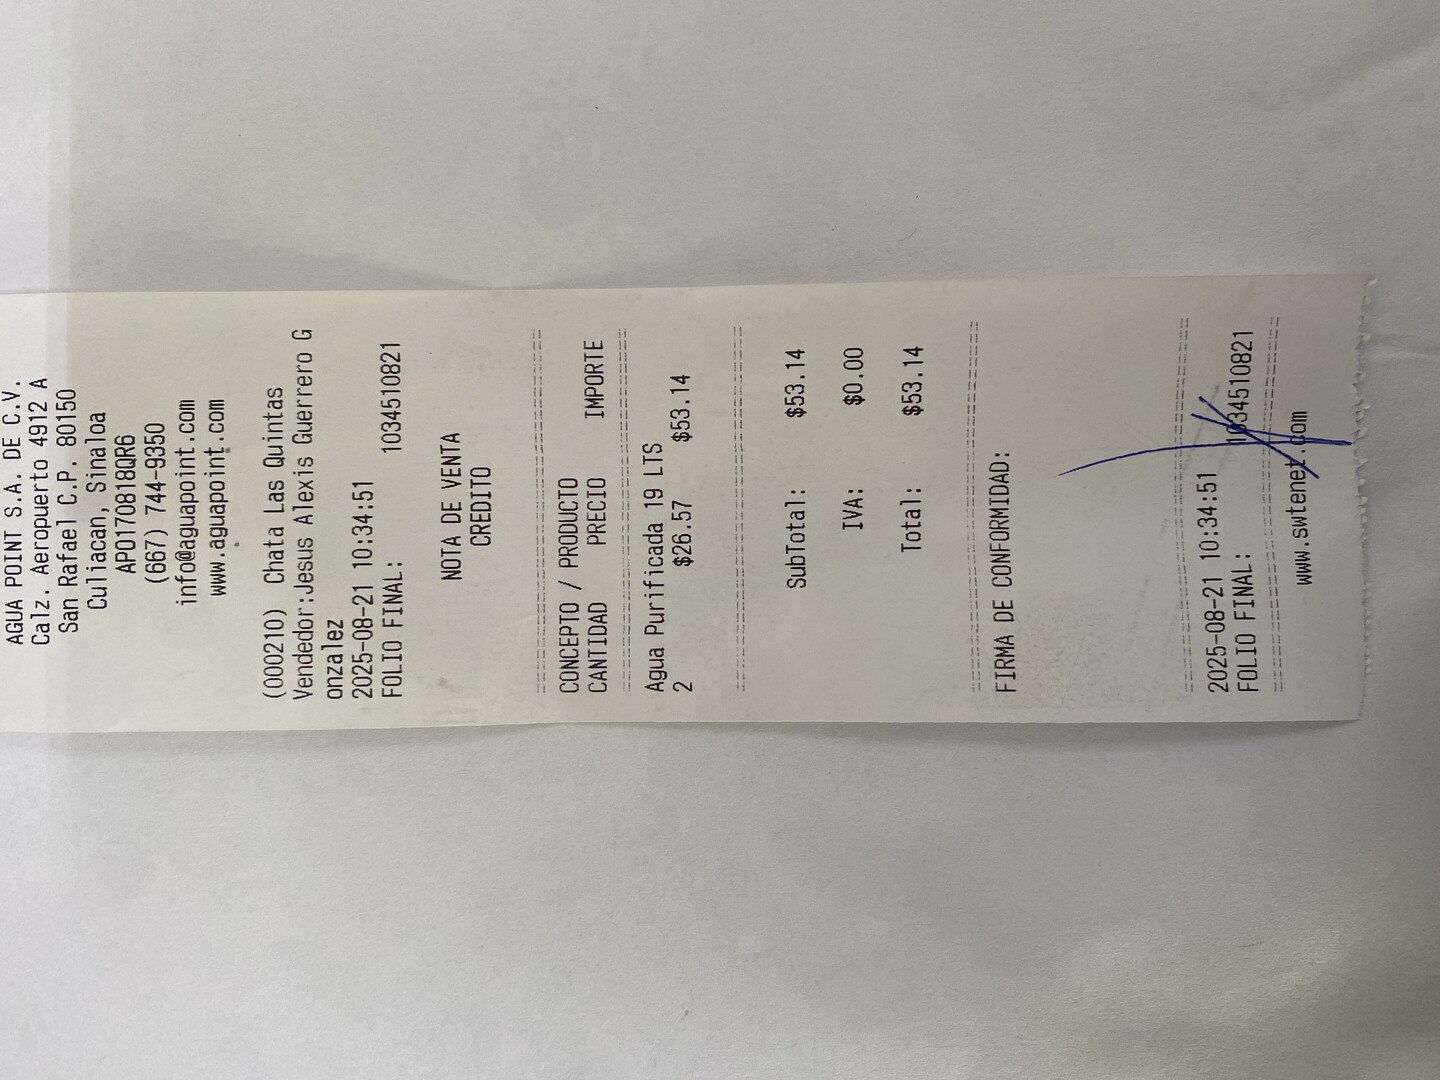 AGUA POINT S.A. DE C.V.
Calz. Aeropuerto 4912 A
San Rafael C.P. 80150
Culiacan, Sinaloa
APO170818QR6
(667) 744-9350
info@aguapoint.com
www.aguapoint.com
(000210) Chata Las Quintas
Vendedor:Jesus Alexis Guerrero G
onzalez
2025-08-21 10:34:51
FOLIO FINAL: 1034510821
NOTA DE VENTA
CREDITO
CONCEPTO / PRODUCTO
CANTIDAD PRECIO IMPORTE
Agua Purificada 19 LTS
2 $26.57 $53.14
SubTotal: $53.14
IVA: $0.00
Total: $53.14
FIRMA DE CONFORMIDAD:
2025-08-21 10:34:51
FOLIO FINAL: 1034510821
www.swtenet.com